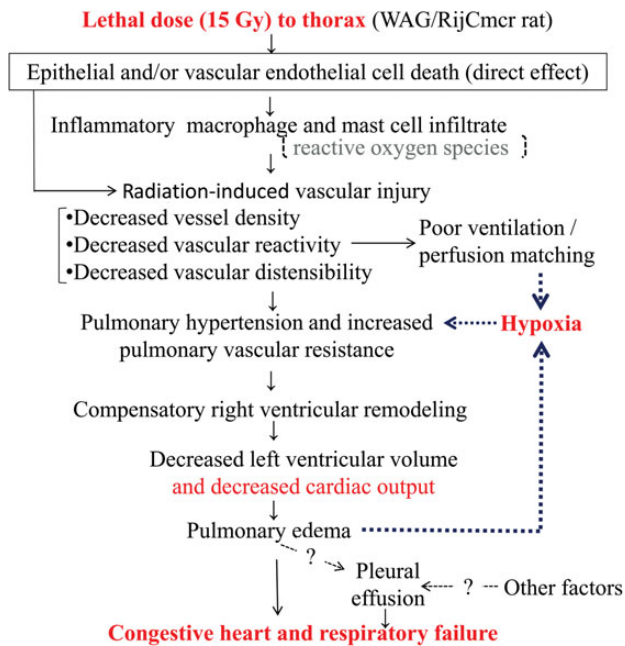 Lethal dose (15 Gy) to thorax (WAG/RijCmcr rat)
Epithelial and/or vascular endothelial cell death (direct effect)
Inflammatory macrophage and mast cell infiltrate
reactive oxygen species
Radiation-induced vascular injury
•Decreased vessel density
•Decreased vascular reactivity
•Decreased vascular distensibility
Poor ventilation /
perfusion matching
Hypoxia
Pulmonary hypertension and increased
pulmonary vascular resistance
Compensatory right ventricular remodeling
Decreased left ventricular volume
and decreased cardiac output
Pulmonary edema
?
Pleural
effusion
?
Other factors
Congestive heart and respiratory failure